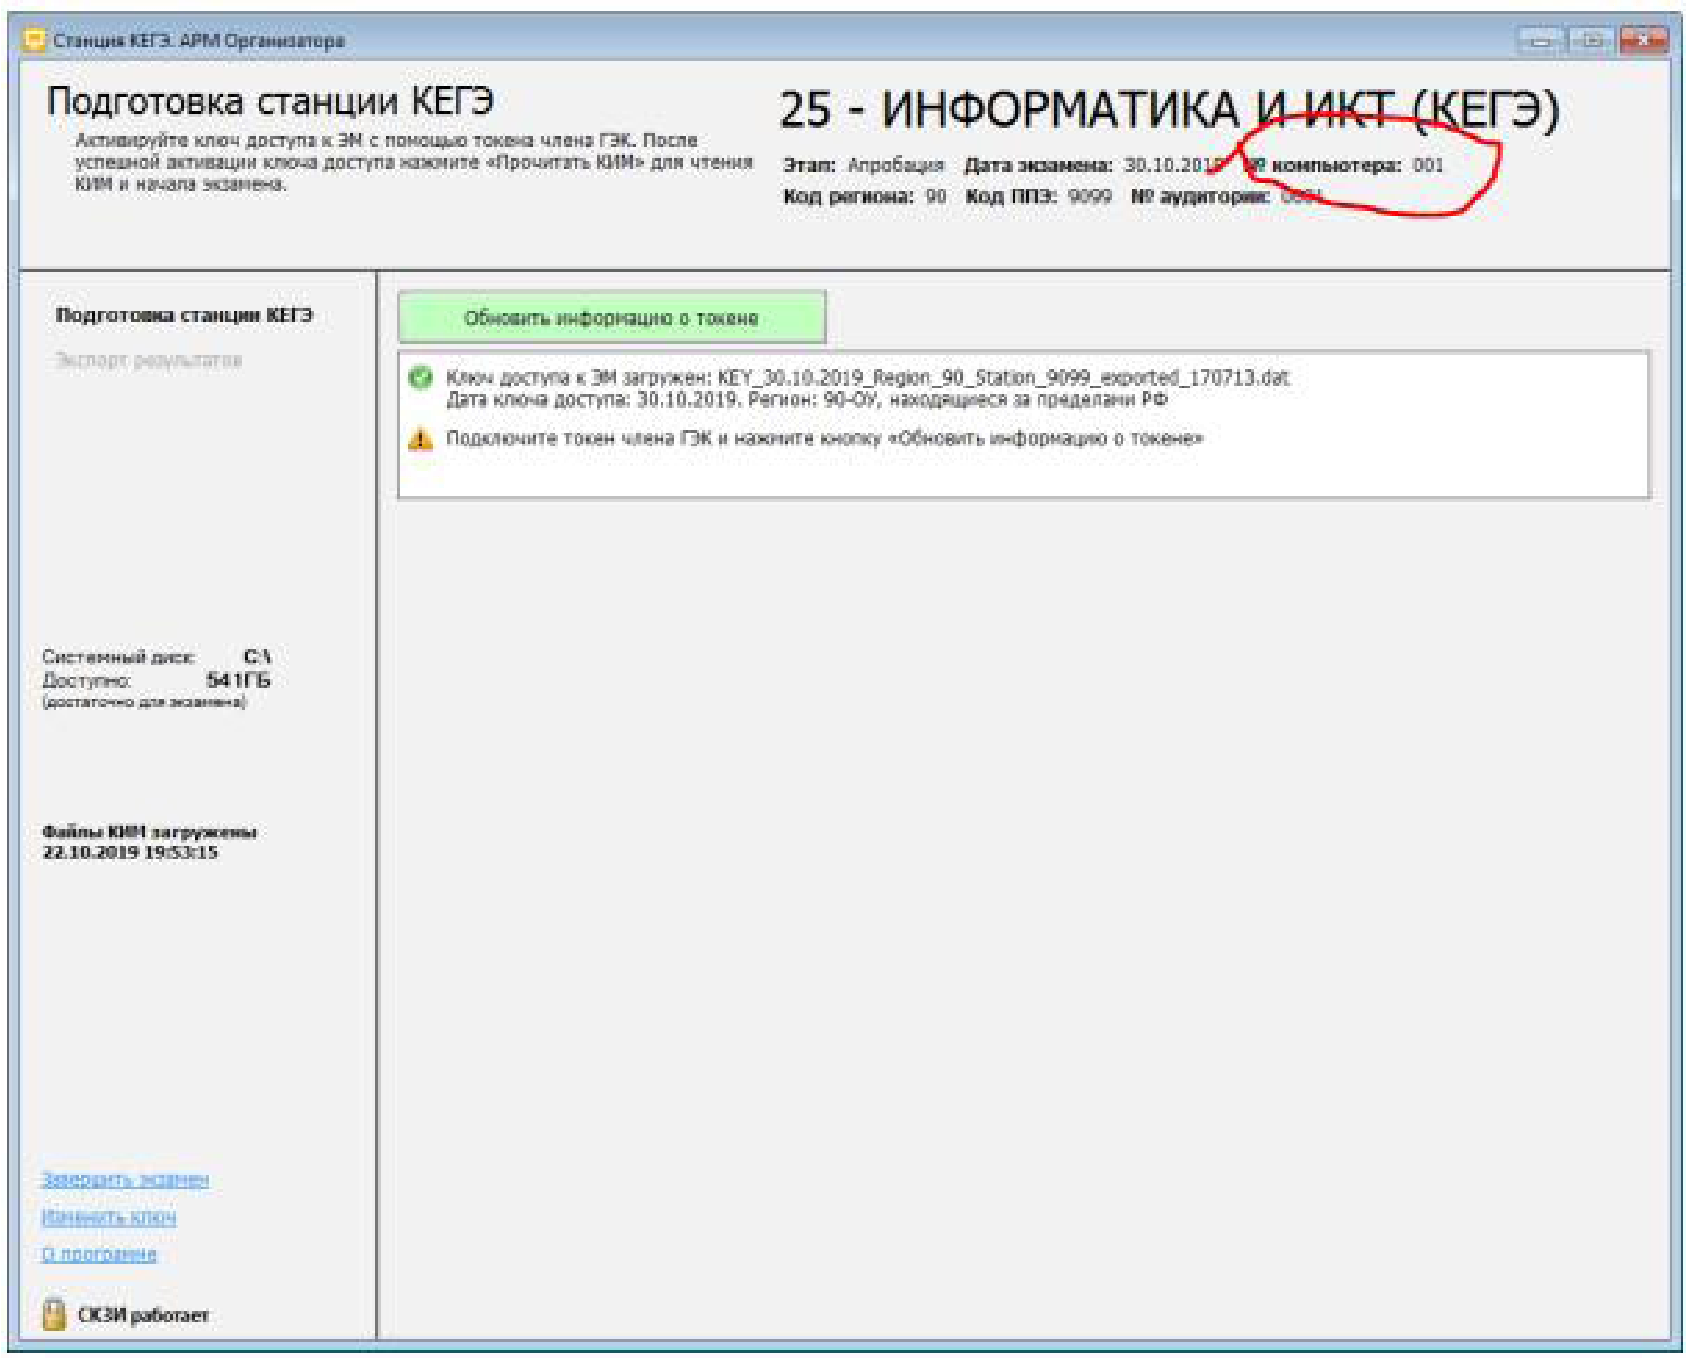 Станция КЕГЭ. АРМ Организатора
Подготовка станции КЕГЭ
Активируйте ключ доступа к ЭМ с помощью токена члена ГЭК. После
успешной активации ключа доступа нажмите «Прочитать КИМ» для чтения
КИМ и начала экзамена.
25 - ИНФОРМАТИКА И ИКТ (КЕГЭ)
Этап: Апробация Дата экзамена: 30.10.2019 № компьютера: 001
Код региона: 90 Код ППЭ: 9099 № аудитории:
Подготовка станции КЕГЭ
Экспорт результатов
Обновить информацию о токене
Ключ доступа к ЭМ загружен: KEY_30.10.2019_Region_90_Station_9099_exported_170713.dat
Дата ключа доступа: 30.10.2019. Регион: 90-ОУ, находящиеся за пределами РФ
Подключите токен члена ГЭК и нажмите кнопку «Обновить информацию о токене»
Системный диск: C:\
Доступно: 541ГБ
(достаточно для экзамена)
Файлы КИМ загружены
22.10.2019 19:53:15
Завершить экзамен
Изменить ключ
О программе
СКЗИ работает